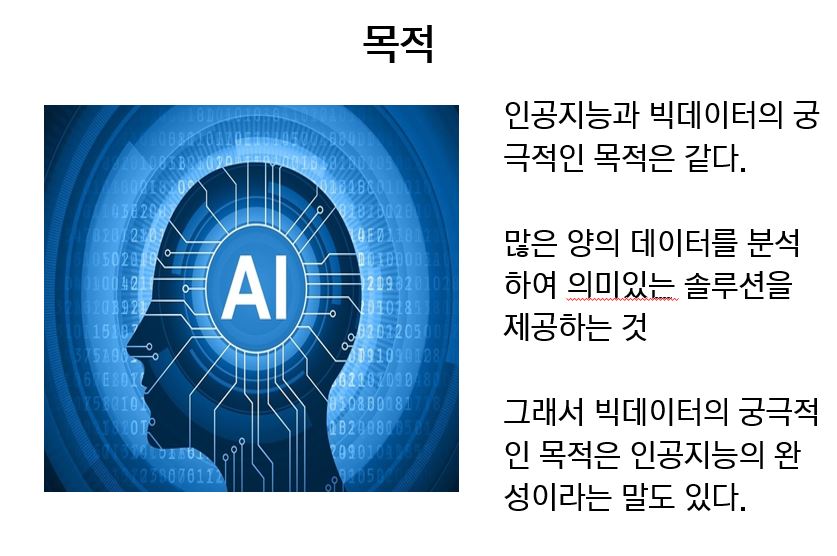 목적
AI
인공지능과 빅데이터의 궁
극적인 목적은 같다.
많은 양의 데이터를 분석
하여 의미있는 솔루션을
제공하는 것
그래서 빅데이터의 궁극적
인 목적은 인공지능의 완
성이라는 말도 있다.